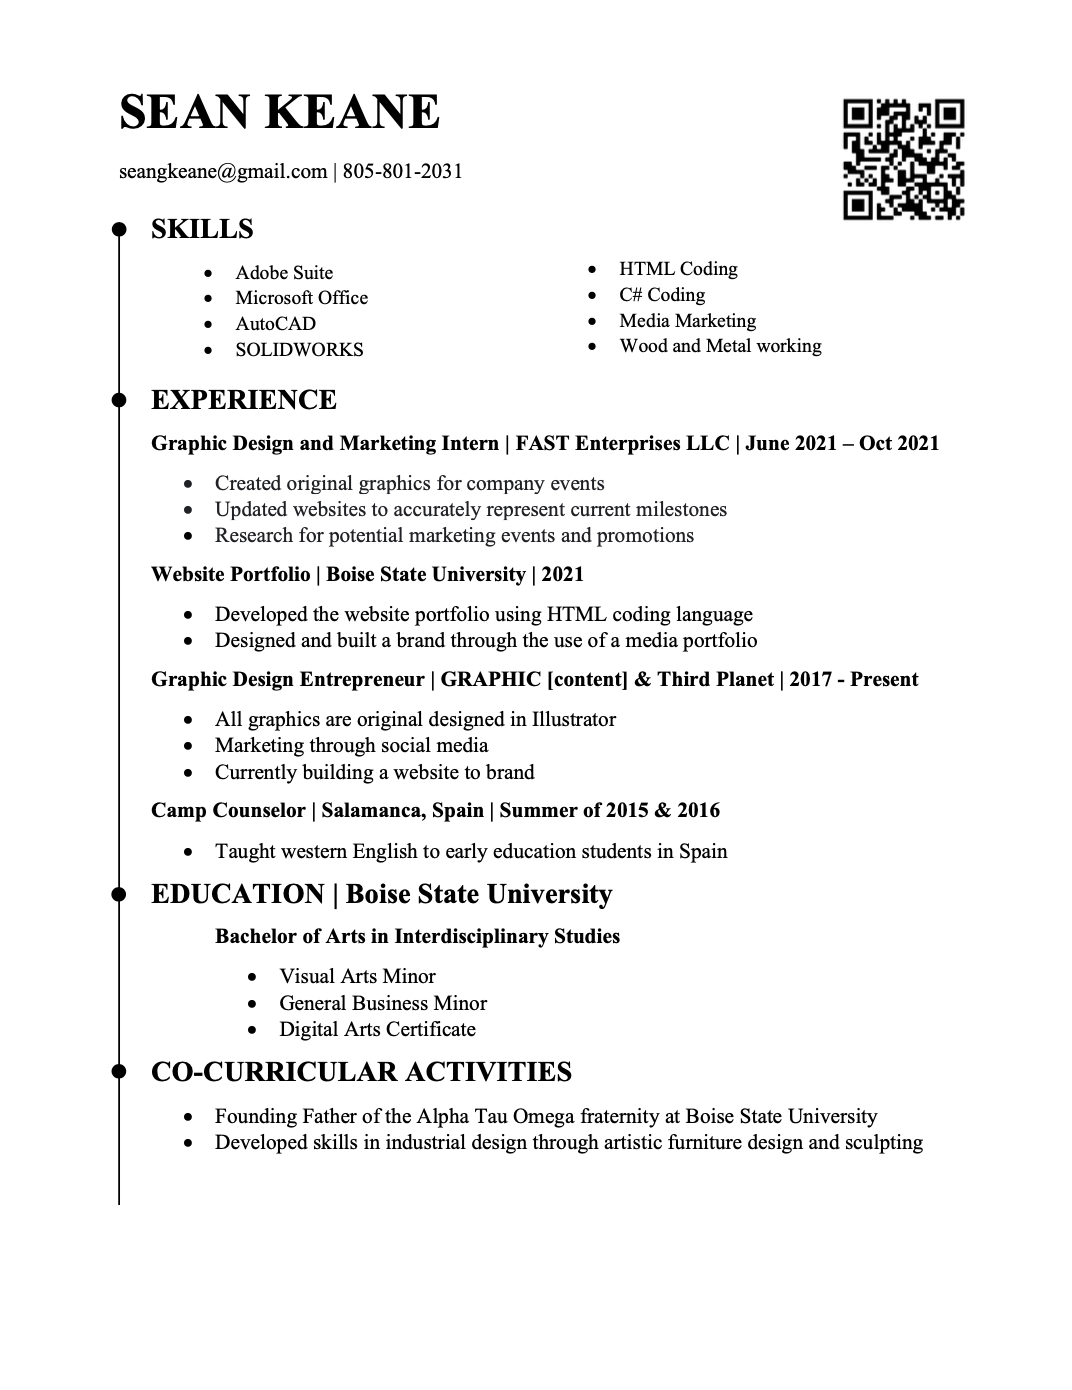 SEAN KEANE
seangkeane@gmail.com | 805-801-2031
SKILLS
• Adobe Suite
• Microsoft Office
• AutoCAD
• SOLIDWORKS
• HTML Coding
• C# Coding
• Media Marketing
• Wood and Metal working
EXPERIENCE
Graphic Design and Marketing Intern | FAST Enterprises LLC | June 2021 – Oct 2021
• Created original graphics for company events
• Updated websites to accurately represent current milestones
• Research for potential marketing events and promotions
Website Portfolio | Boise State University | 2021
• Developed the website portfolio using HTML coding language
• Designed and built a brand through the use of a media portfolio
Graphic Design Entrepreneur | GRAPHIC [content] & Third Planet | 2017 - Present
• All graphics are original designed in Illustrator
• Marketing through social media
• Currently building a website to brand
Camp Counselor | Salamanca, Spain | Summer of 2015 & 2016
• Taught western English to early education students in Spain
EDUCATION | Boise State University
Bachelor of Arts in Interdisciplinary Studies
• Visual Arts Minor
• General Business Minor
• Digital Arts Certificate
CO-CURRICULAR ACTIVITIES
• Founding Father of the Alpha Tau Omega fraternity at Boise State University
• Developed skills in industrial design through artistic furniture design and sculpting